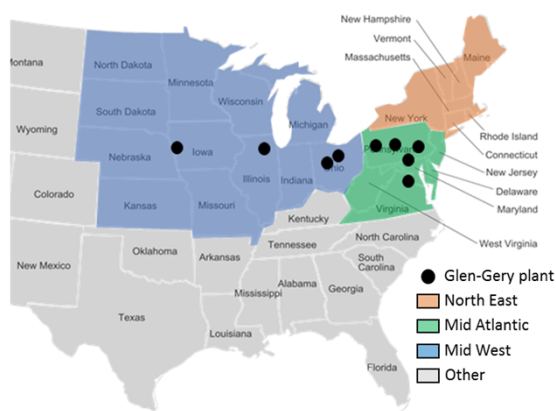 New Hampshire
Vermont
Massachusetts
Maine
ontana
North Dakota
Minnesota
Wisconsin
Michigan
New York
South Dakota
Wyoming
Rhode Island
Connecticut
New Jersey
Delaware
Maryland
West Virginia
Nebraska
Iowa
Illinois
Indiana
Ohio
Pennsylvania
Colorado
Kansas
Missouri
Kentucky
Virginia
New Mexico
Oklahoma
Arkansas
Tennessee
North Carolina
South
Carolina
Mississippi
Alabama
Georgia
Texas
Louisiana
Florida
Glen-Gery plant
North East
Mid Atlantic
Mid West
Other